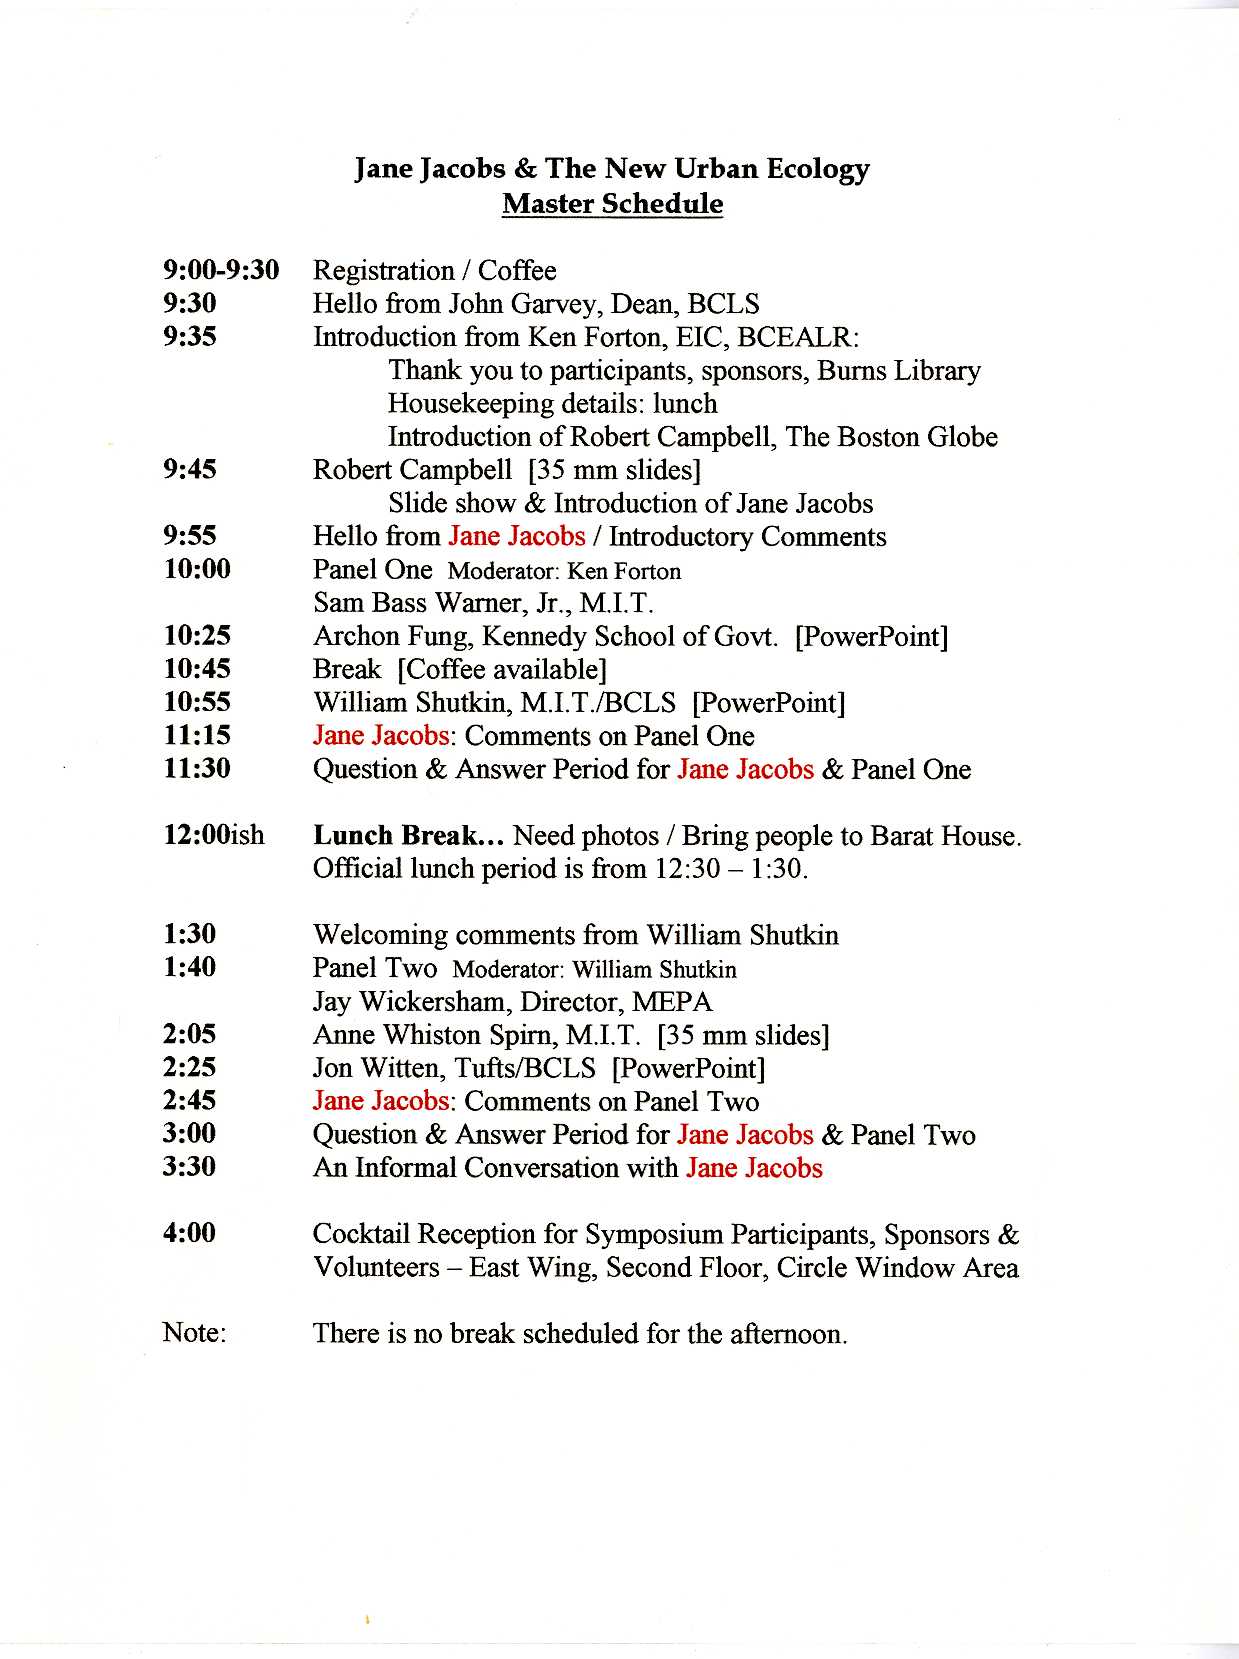 Jane Jacobs & The New Urban Ecology
Master Schedule
9:00-9:30 Registration / Coffee
9:30 Hello from John Garvey, Dean, BCLS
9:35 Introduction from Ken Forton, EIC, BCEALR:
Thank you to participants, sponsors, Burns Library
Housekeeping details: lunch
Introduction of Robert Campbell, The Boston Globe
9:45 Robert Campbell [35 mm slides]
Slide show & Introduction of Jane Jacobs
9:55 Hello from Jane Jacobs / Introductory Comments
10:00 Panel One Moderator: Ken Forton
Sam Bass Warner, Jr., M.I.T.
10:25 Archon Fung, Kennedy School of Govt. [PowerPoint]
10:45 Break [Coffee available]
10:55 William Shutkin, M.I.T./BCLS [PowerPoint]
11:15 Jane Jacobs: Comments on Panel One
11:30 Question & Answer Period for Jane Jacobs & Panel One
12:00ish Lunch Break... Need photos / Bring people to Barat House.
Official lunch period is from 12:30 – 1:30.
1:30 Welcoming comments from William Shutkin
1:40 Panel Two Moderator: William Shutkin
Jay Wickersham, Director, MEPA
2:05 Anne Whiston Spirn, M.I.T. [35 mm slides]
2:25 Jon Witten, Tufts/BCLS [PowerPoint]
2:45 Jane Jacobs: Comments on Panel Two
3:00 Question & Answer Period for Jane Jacobs & Panel Two
3:30 An Informal Conversation with Jane Jacobs
4:00 Cocktail Reception for Symposium Participants, Sponsors &
Volunteers – East Wing, Second Floor, Circle Window Area
Note: There is no break scheduled for the afternoon.